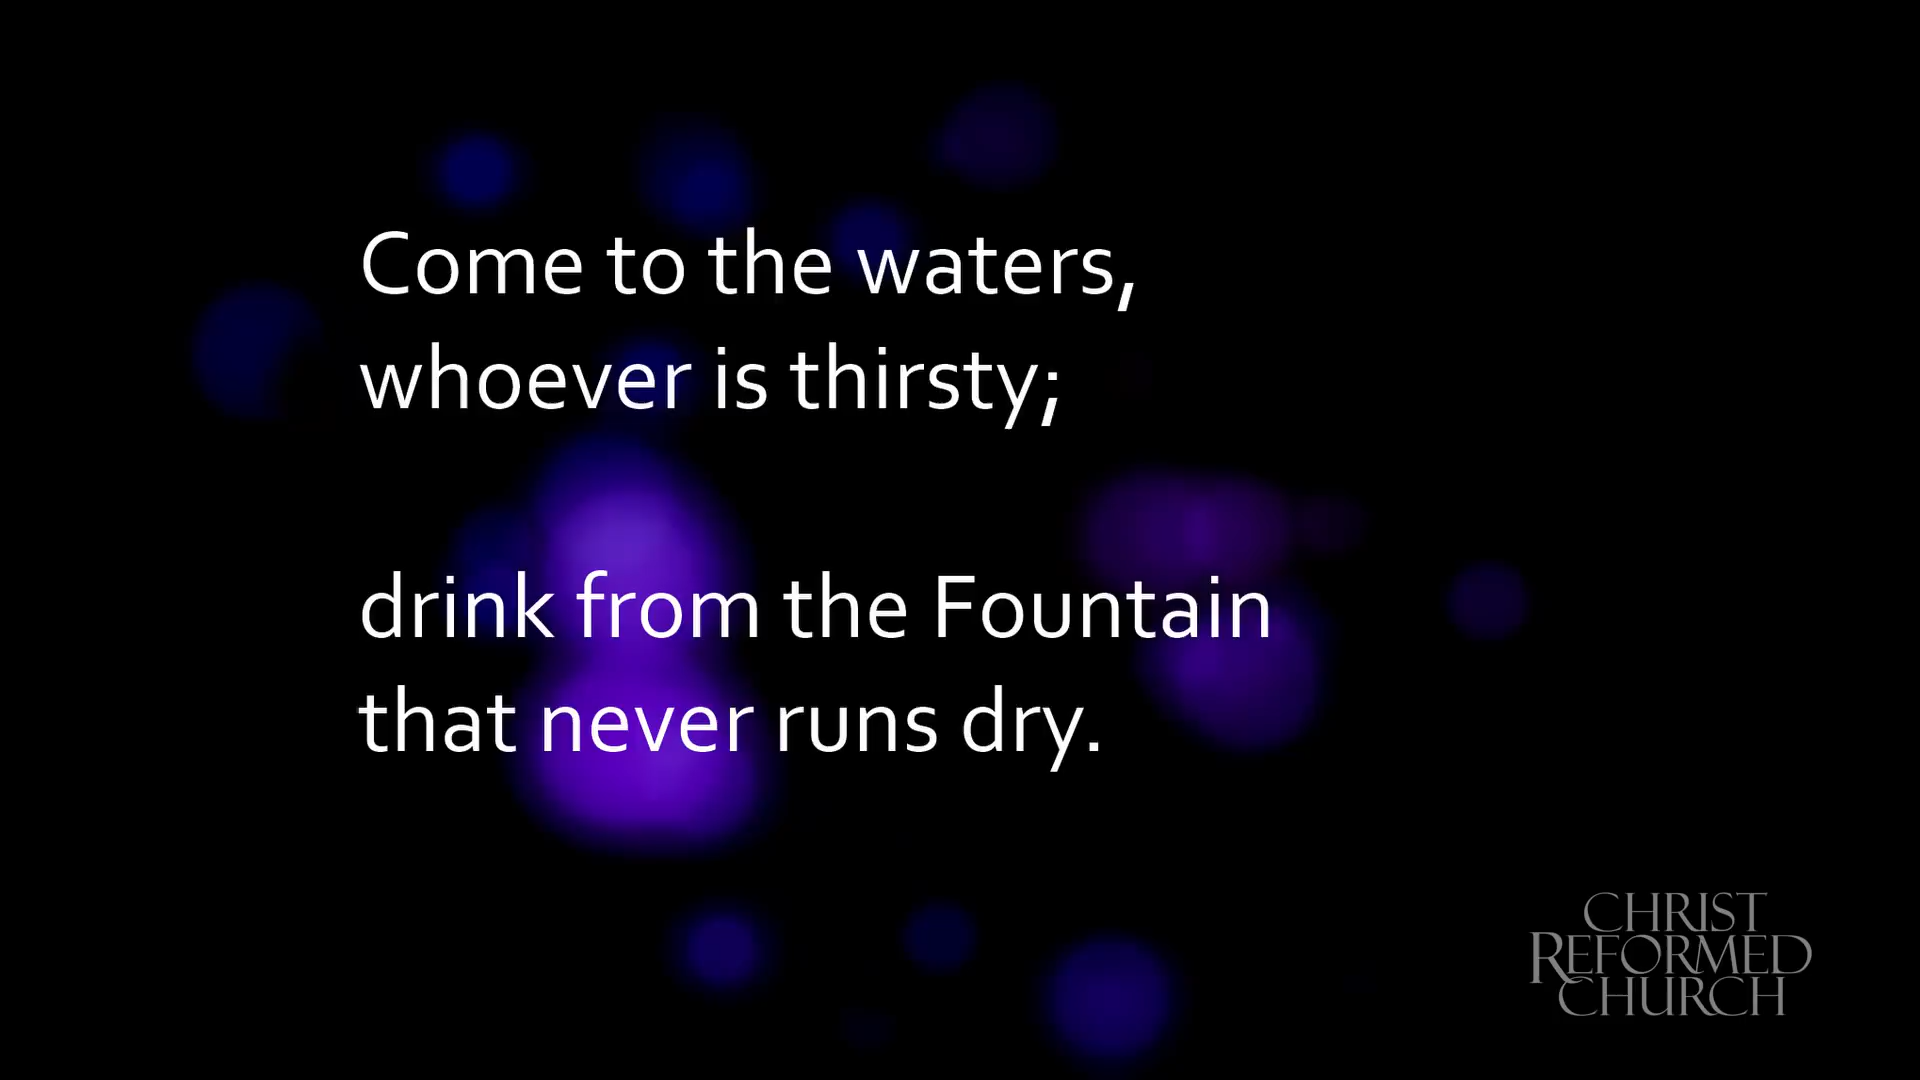 Come to the waters,
whoever is thirsty;
drink from the Fountain
that never runs dry.
CHRIST
REFORMED
CHURCH